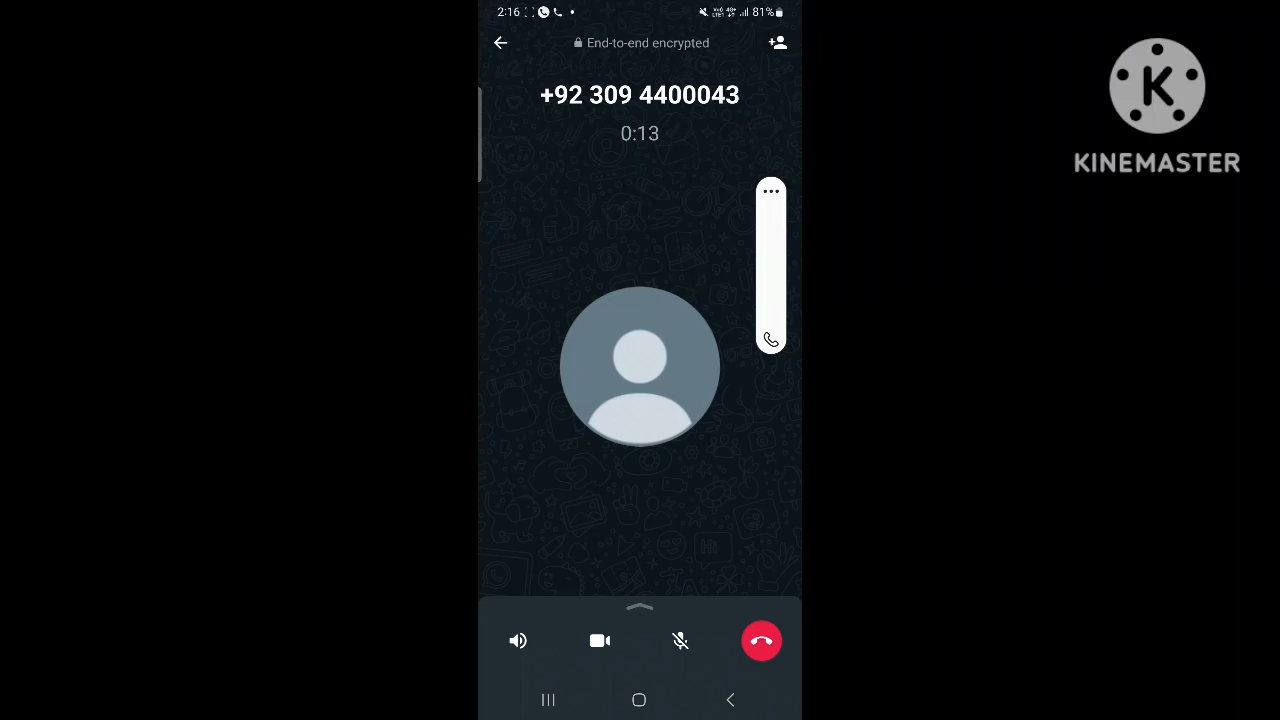 2:16 81%
End-to-end encrypted
+92 309 4400043
0:13
K
KINEMASTER